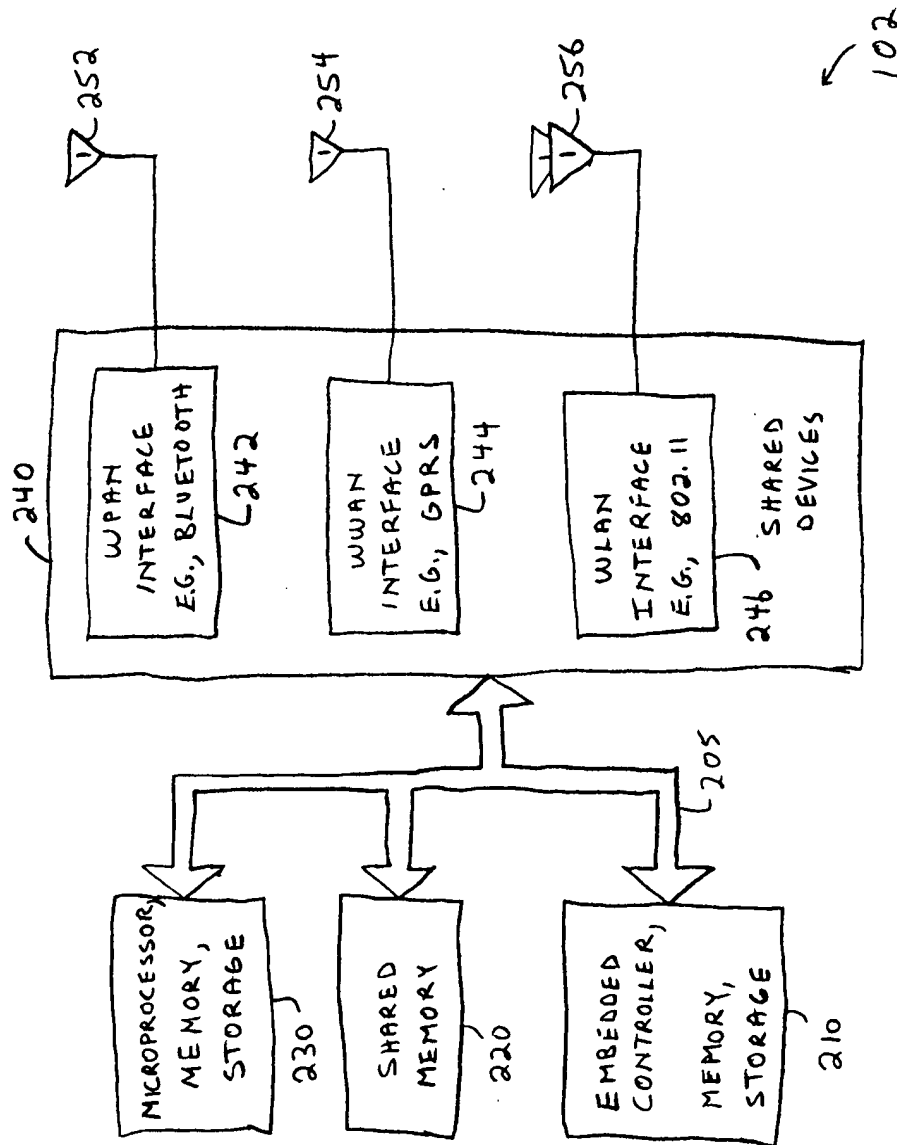 MICROPROCESSOR,
MEMORY,
STORAGE
230
SHARED
MEMORY
220
EMBEDDED
CONTROLLER,
MEMORY,
STORAGE
210
205
240
WPAN
INTERFACE
E.G., BLUETOOTH
242
WWAN
INTERFACE
E.G., GPRS
244
WLAN
INTERFACE
E.G., 802.11
246
SHARED
DEVICES
252
254
256
102